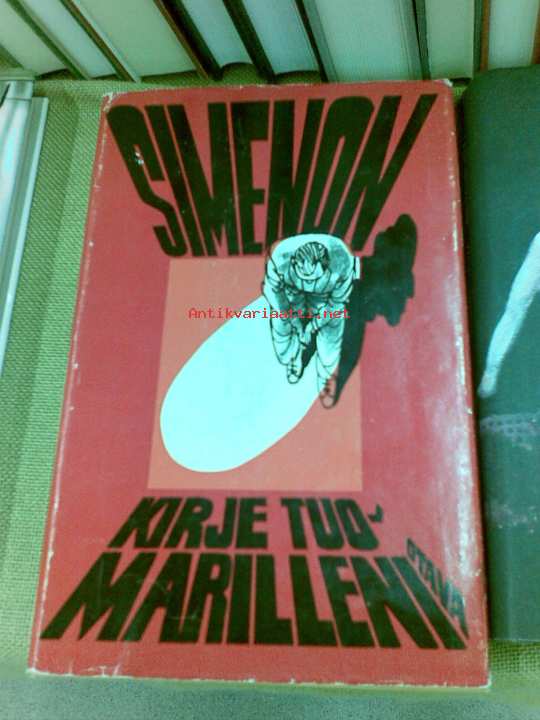 SIMENON
Antikvariaatti.net
KIRJE TUO-
MARILLENI
OTAVA